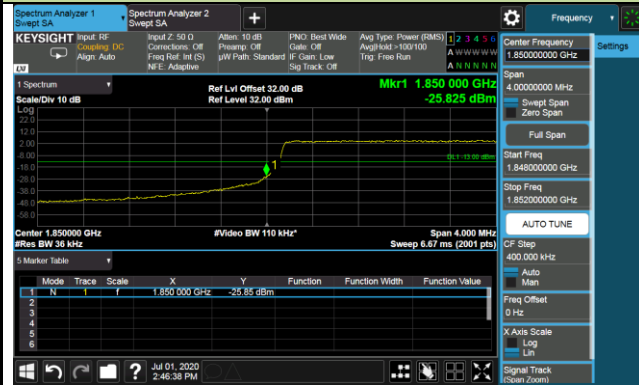 Spectrum Analyzer 1
Swept SA
Spectrum Analyzer 2
Swept SA
+
Frequency
KEYSIGHT
Input: RF
Coupling: DC
Align: Auto
Input Z: 50 Ω
Corrections: Off
Freq Ref: Int (S)
NFE: Adaptive
Atten: 10 dB
Preamp: Off
µW Path: Standard
PNO: Best Wide
Gate: Off
IF Gain: Low
Sig Track: Off
Avg Type: Power (RMS)
Avg|Hold:>100/100
Trig: Free Run
1 2 3 4 5 6
A W W W W W
A N N N N N
Settings
Center Frequency
1.850000000 GHz
Span
4.00000000 MHz
Swept Span
Zero Span
Full Span
Start Freq
1.848000000 GHz
Stop Freq
1.852000000 GHz
AUTO TUNE
CF Step
400.000 kHz
Auto
Man
Freq Offset
0 Hz
X Axis Scale
Log
Lin
Signal Track
(Span Zoom)
1 Spectrum
Scale/Div 10 dB
Ref Lvl Offset 32.00 dB
Ref Level 32.00 dBm
Mkr1 1.850 000 GHz
-25.825 dBm
Log
22.0
12.0
2.00
-8.00
-18.0
-28.0
-38.0
-48.0
-58.0
1
DL1 -13.00 dBm
Center 1.850000 GHz
#Video BW 110 kHz*
Span 4.000 MHz
#Res BW 36 kHz
Sweep 6.67 ms (2001 pts)
5 Marker Table
Mode Trace Scale X Y Function Function Width Function Value
1 N 1 f 1.850 000 GHz -25.85 dBm
2
3
4
5
6
?
Jul 01, 2020
2:46:38 PM